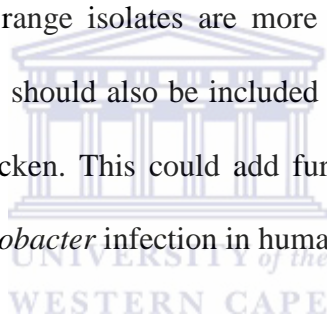 range isolates are more
should also be included
cken. This could add fur
obacter infection in huma
UNIVERSITY of the
WESTERN CAPE